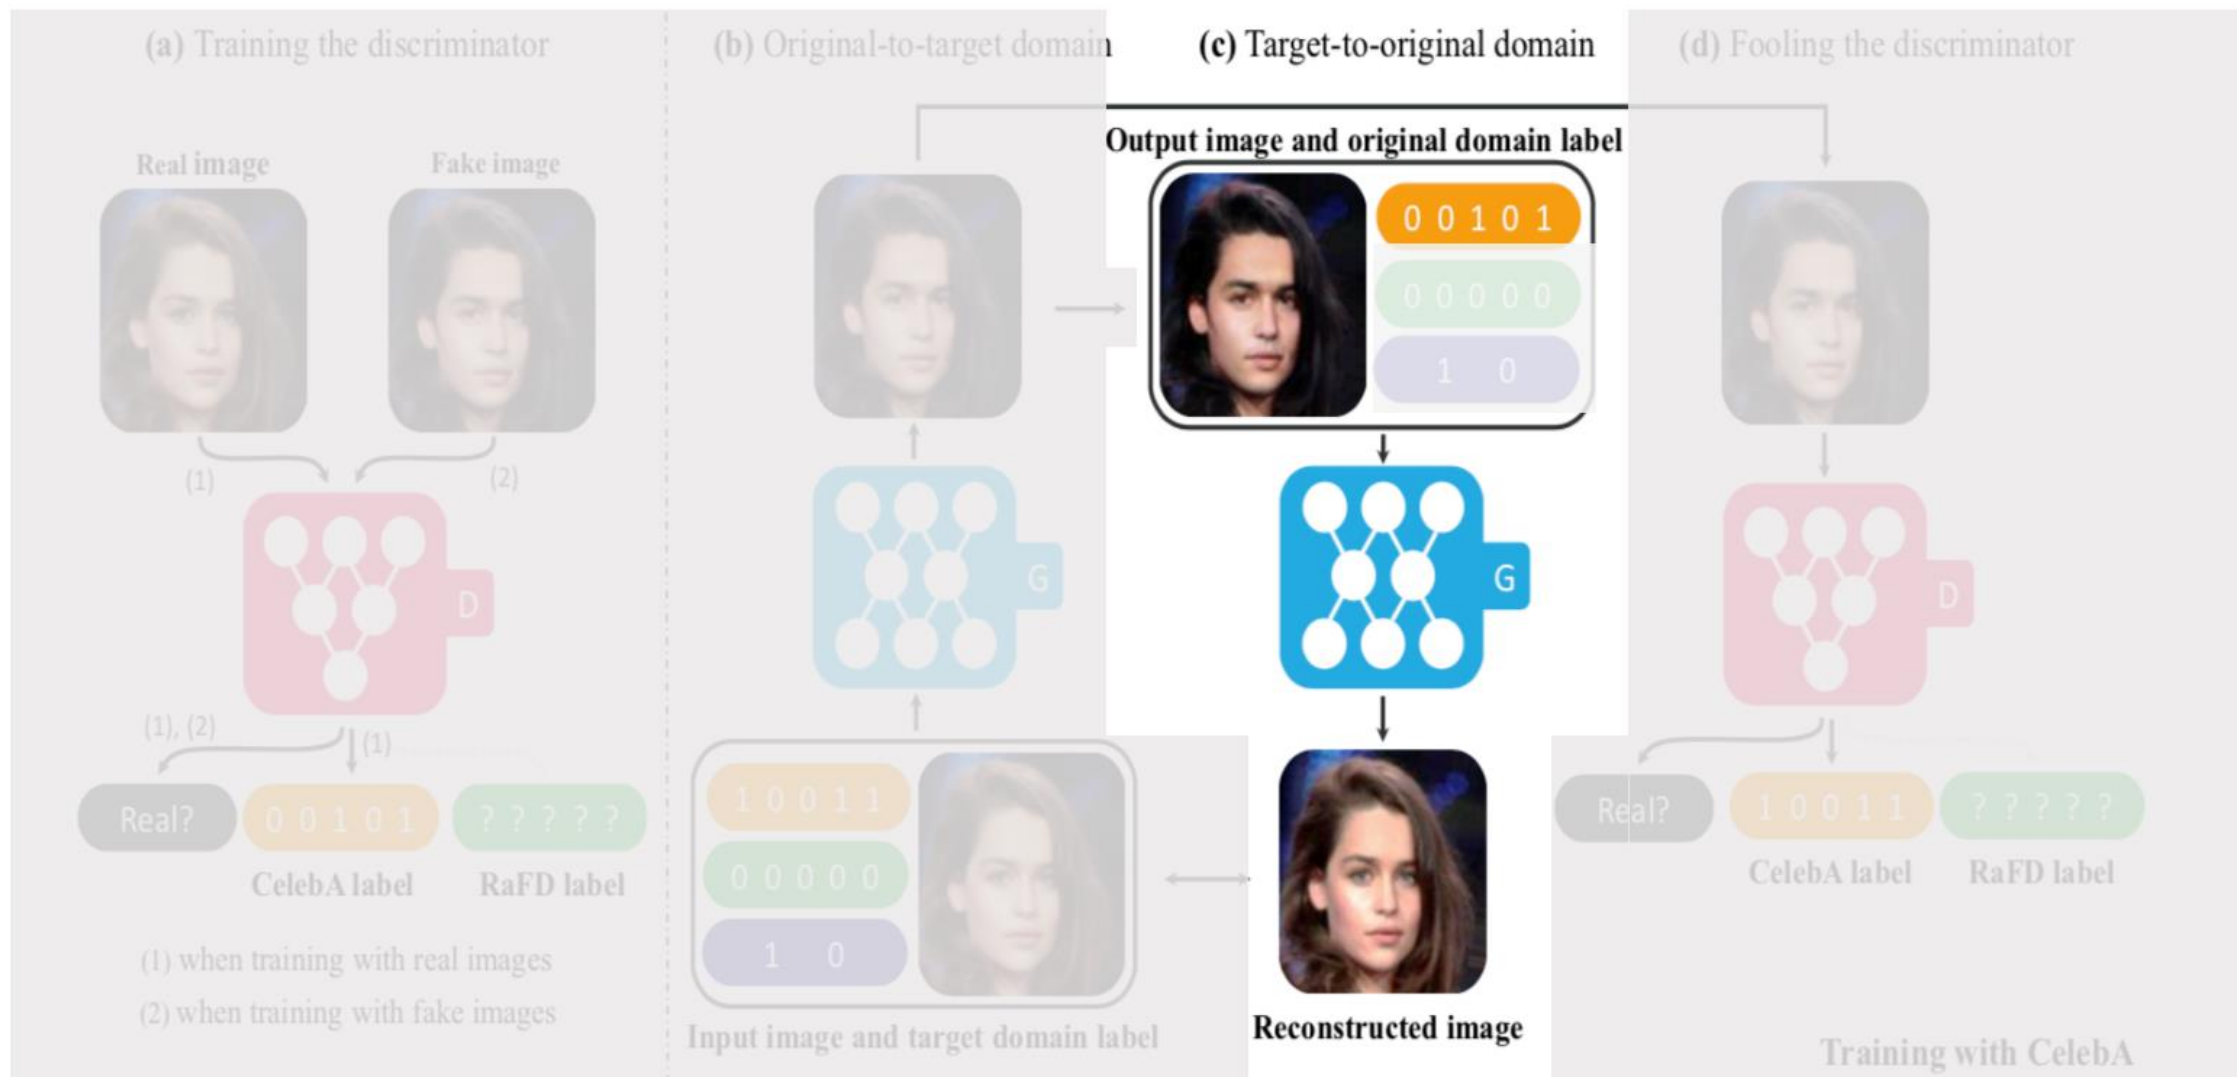 (a) Training the discriminator
(b) Original-to-target domain
(c) Target-to-original domain
(d) Fooling the discriminator
Real image
Fake image
(1)
(2)
D
(1), (2)
(1)
Real?
0 0 1 0 1
? ? ? ? ?
CelebA label
RaFD label
(1) when training with real images
(2) when training with fake images
G
1 0 0 1 1
0 0 0 0 0
1 0
Input image and target domain label
Output image and original domain label
0 0 1 0 1
0 0 0 0 0
1 0
G
Reconstructed image
D
Real?
1 0 0 1 1
? ? ? ? ?
CelebA label
RaFD label
Training with CelebA